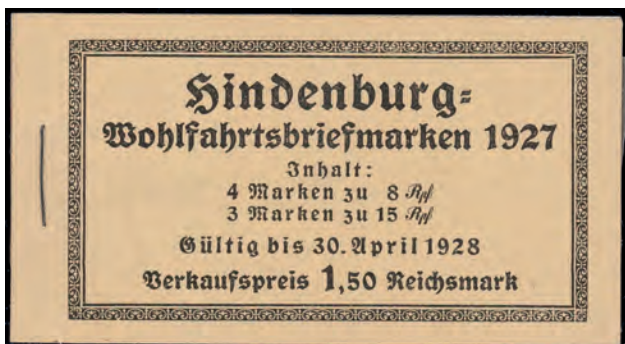 Hindenburg=
Wohlfahrtsbriefmarken 1927
Inhalt:
4 Marken zu 8 Rpf
3 Marken zu 15 Rpf
Gültig bis 30. April 1928
Verkaufspreis 1,50 Reichsmark